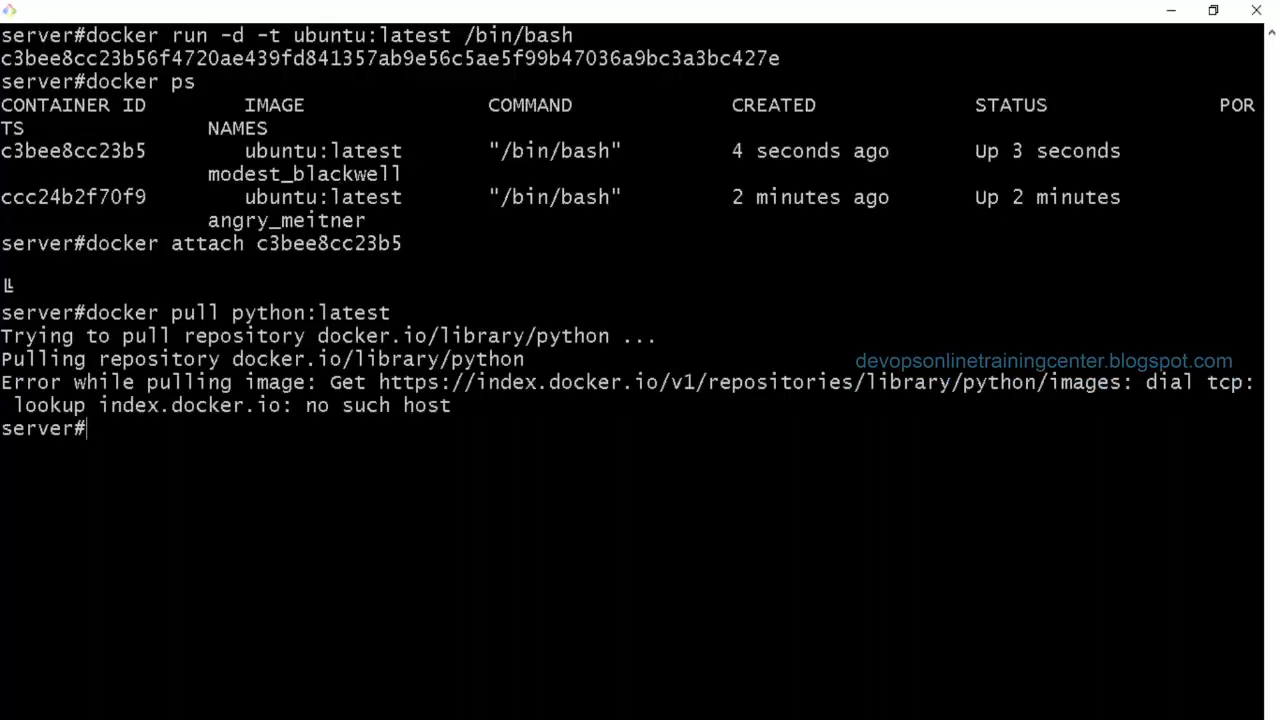 server#docker run -d -t ubuntu:latest /bin/bash
c3bee8cc23b56f4720ae439fd841357ab9e56c5ae5f99b47036a9bc3a3bc427e
server#docker ps
CONTAINER ID        IMAGE               COMMAND             CREATED             STATUS              POR
TS               NAMES
c3bee8cc23b5        ubuntu:latest       "/bin/bash"         4 seconds ago       Up 3 seconds
                 modest_blackwell
ccc24b2f70f9        ubuntu:latest       "/bin/bash"         2 minutes ago       Up 2 minutes
                 angry_meitner
server#docker attach c3bee8cc23b5
╚
server#docker pull python:latest
Trying to pull repository docker.io/library/python ...
Pulling repository docker.io/library/python
devopsonlinetrainingcenter.blogspot.com
Error while pulling image: Get https://index.docker.io/v1/repositories/library/python/images: dial tcp:
 lookup index.docker.io: no such host
server#